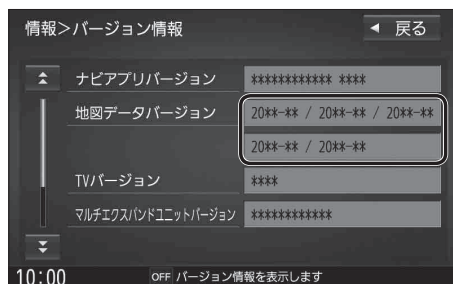 情報>バージョン情報
戻る
ナビアプリバージョン ************ ****
地図データバージョン 20**-** / 20**-** / 20**-**
20**-** / 20**-**
TVバージョン ****
マルチエクスパンドユニットバージョン ************
10:00 OFF バージョン情報を表示します